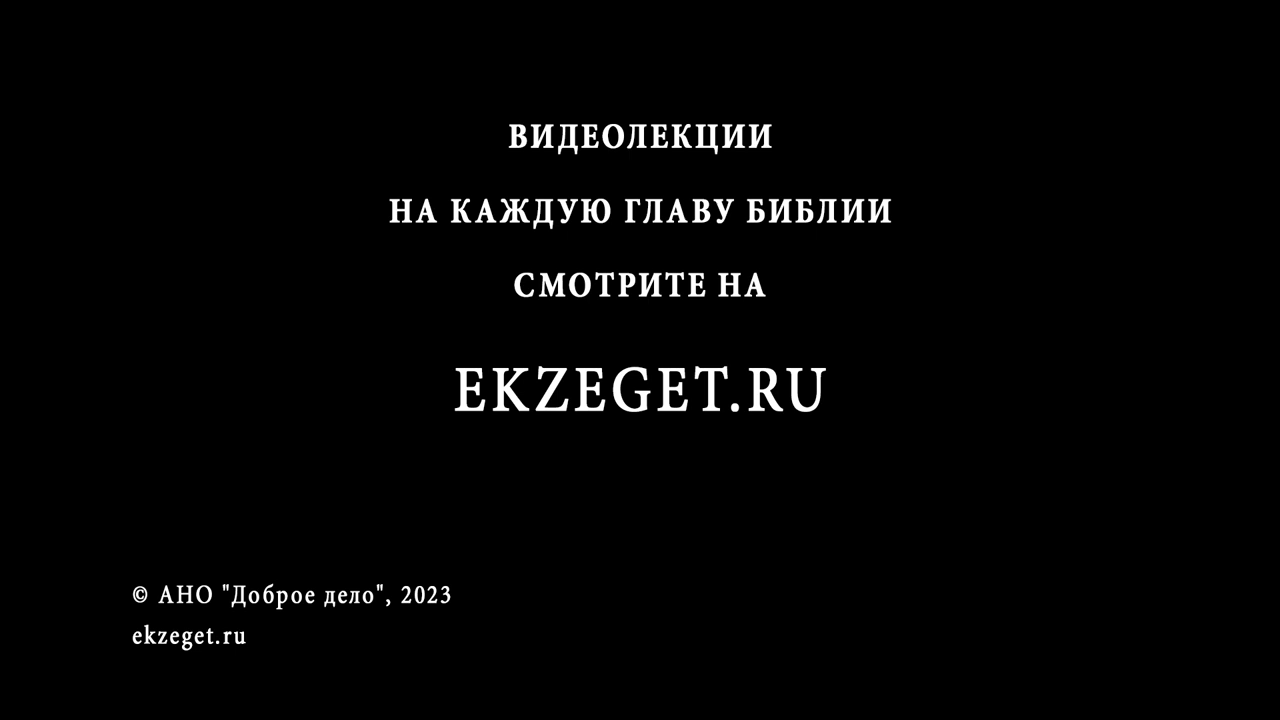 ВИДЕОЛЕКЦИИ
НА КАЖДУЮ ГЛАВУ БИБЛИИ
СМОТРИТЕ НА
EKZEGET.RU
© АНО "Доброе дело", 2023
ekzeget.ru